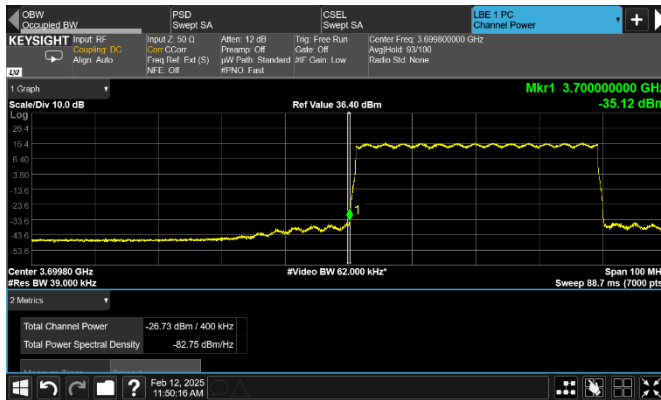 OBW
Occupied BW
PSD
Swept SA
CSEL
Swept SA
LBE 1 PC
Channel Power
KEYSIGHT
Input: RF
Coupling: DC
Align: Auto
Input Z: 50 Ω
Corr CCorr
Freq Ref: Ext (S)
NFE: Off
Atten: 12 dB
Preamp: Off
µW Path: Standard
#PNO: Fast
Trig: Free Run
Gate: Off
#IF Gain: Low
Center Freq: 3.699800000 GHz
Avg|Hold: 93/100
Radio Std: None
1 Graph
Mkr1 3.700000000 GHz
Scale/Div 10.0 dB
Ref Value 36.40 dBm
-35.12 dBm
Log
26.4
16.4
6.40
-3.60
-13.6
-23.6
-33.6
-43.6
-53.6
1
Center 3.69980 GHz
#Video BW 62.000 kHz*
Span 100 MH
#Res BW 39.000 kHz
Sweep 88.7 ms (7000 pts
2 Metrics
Total Channel Power -26.73 dBm / 400 kHz
Total Power Spectral Density -82.75 dBm/Hz
Feb 12, 2025
11:50:16 AM